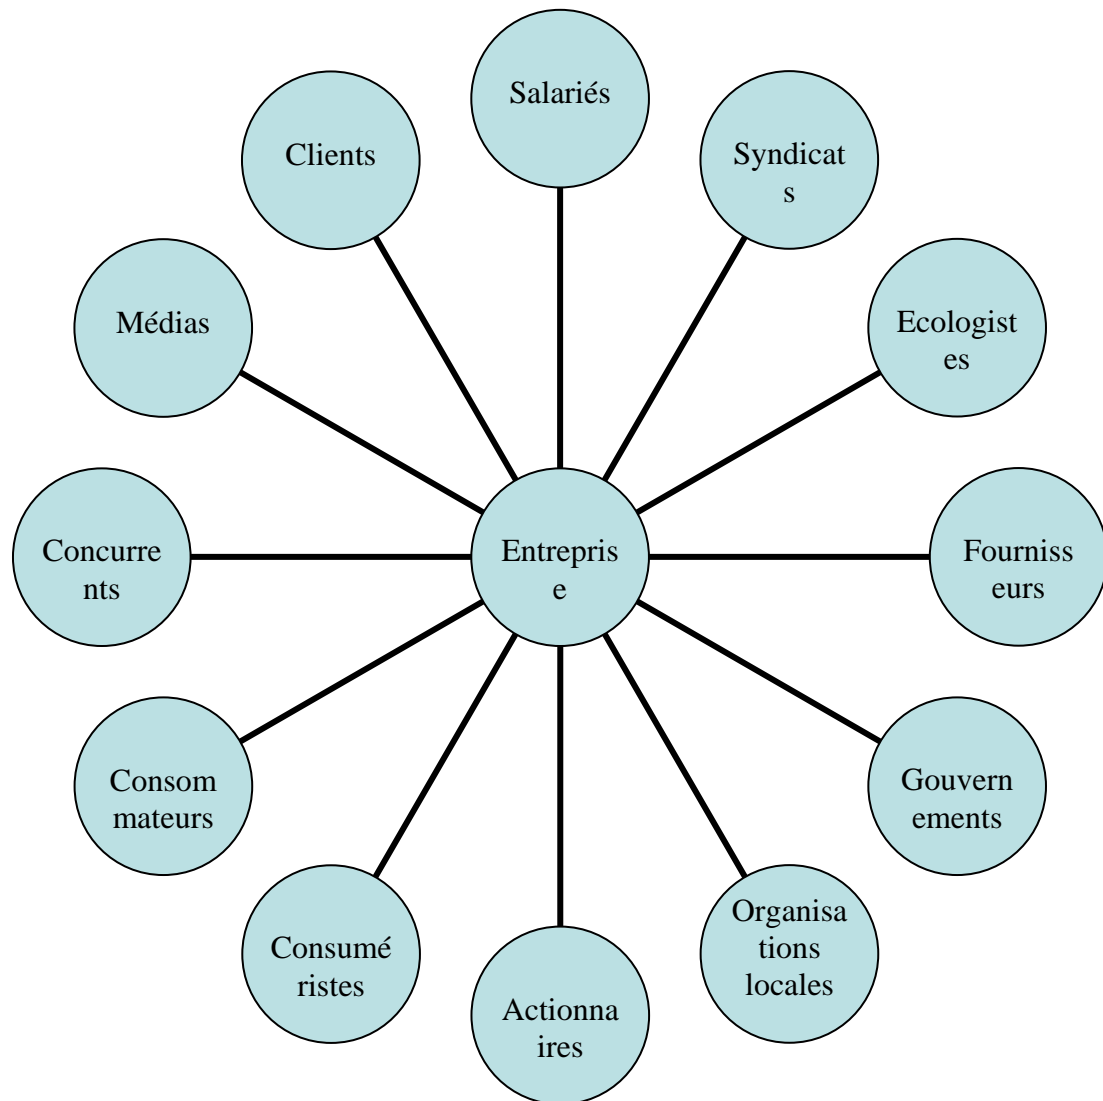 Salariés
Clients
Syndicat
s
Médias
Ecologist
es
Concurre
nts
Entrepris
e
Fourniss
eurs
Consom
mateurs
Gouvern
ements
Consumé
ristes
Organisa
tions
locales
Actionna
ires